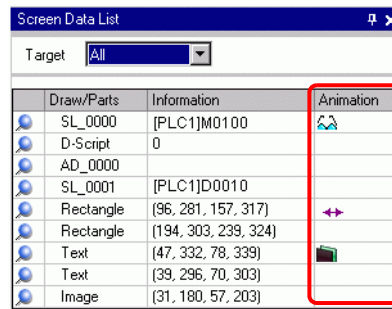 Screen Data List
Target All
Draw/Parts Information Animation
SL_0000 [PLC1]M0100
D-Script 0
AD_0000
SL_0001 [PLC1]D0010
Rectangle (96, 281, 157, 317)
Rectangle (194, 303, 239, 324)
Text (47, 332, 78, 339)
Text (39, 296, 70, 303)
Image (31, 180, 57, 203)